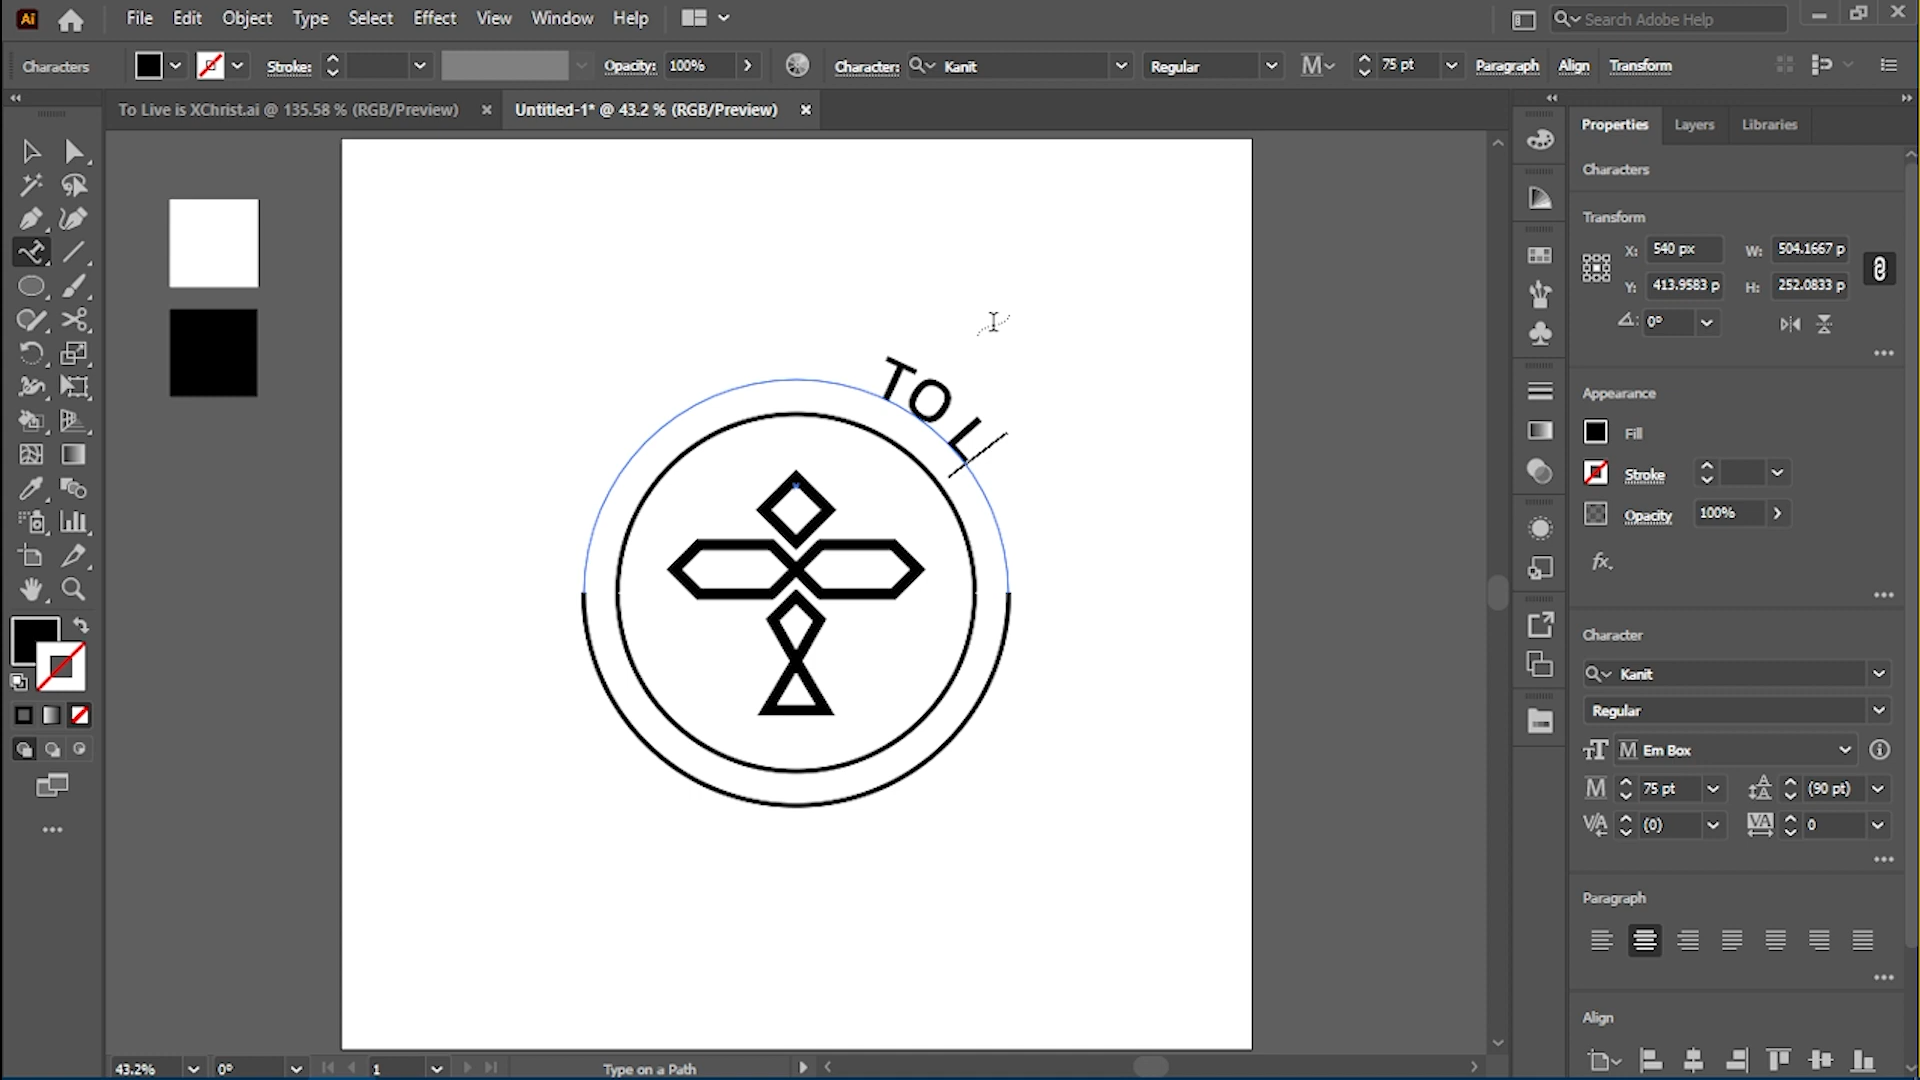 Ai File Edit Object Type Select Effect View Window Help Search Adobe Help
Characters Stroke: Opacity: 100% Character: Kanit Regular 75 pt Paragraph Align Transform
To Live is XChrist.ai @ 135.58 % (RGB/Preview) × Untitled-1* @ 43.2 % (RGB/Preview) ×
Properties Layers Libraries
Characters
Transform
X: 540 px W: 504.1667 p
Y: 413.9583 p H: 252.0833 p
0°
TO L
Appearance
Fill
Stroke
Opacity 100%
fx.
Character
Kanit
Regular
Em Box
75 pt (90 pt)
(0) 0
Paragraph
Align
43.2% 0° 1 Type on a Path